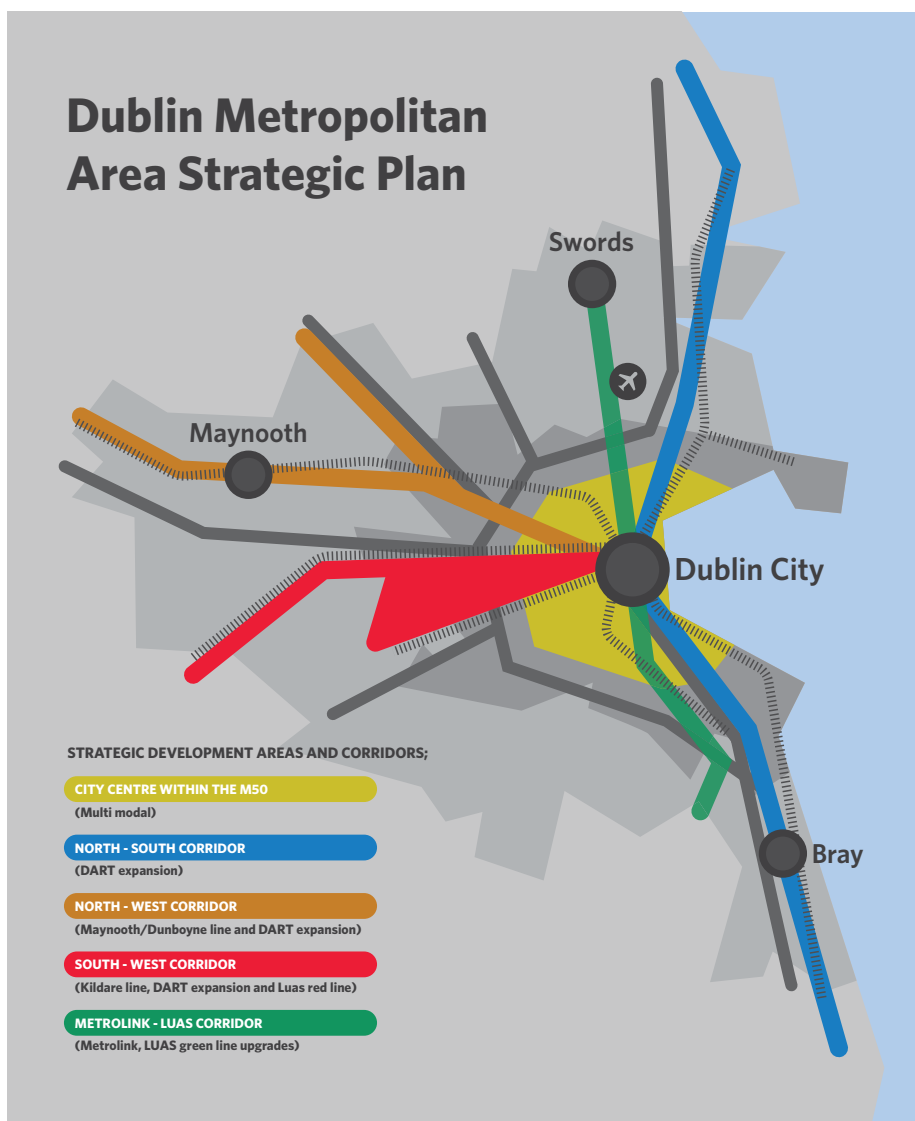 Dublin Metropolitan
Area Strategic Plan
Swords
Maynooth
Dublin City
Bray
STRATEGIC DEVELOPMENT AREAS AND CORRIDORS;
CITY CENTRE WITHIN THE M50
(Multi modal)
NORTH - SOUTH CORRIDOR
(DART expansion)
NORTH - WEST CORRIDOR
(Maynooth/Dunboyne line and DART expansion)
SOUTH - WEST CORRIDOR
(Kildare line, DART expansion and Luas red line)
METROLINK - LUAS CORRIDOR
(Metrolink, LUAS green line upgrades)